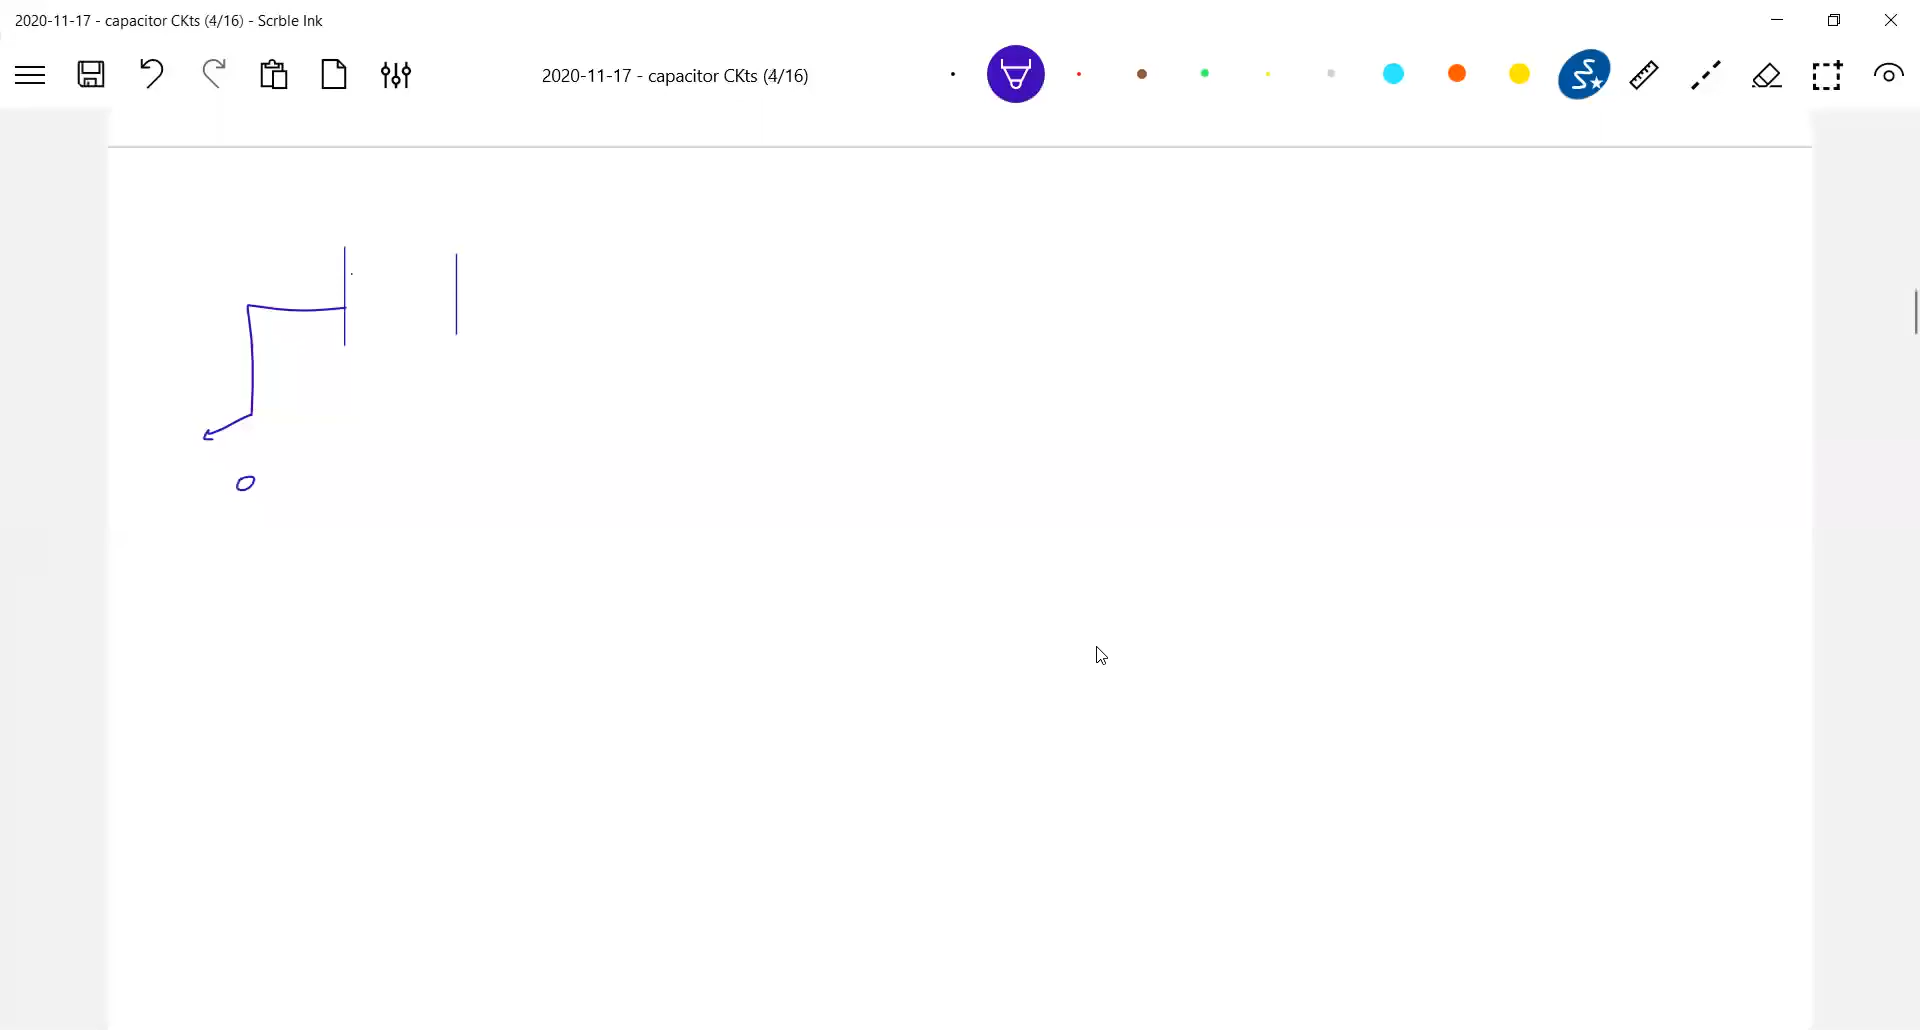 2020-11-17 - capacitor CKts (4/16) - Scrble Ink
2020-11-17 - capacitor CKts (4/16)